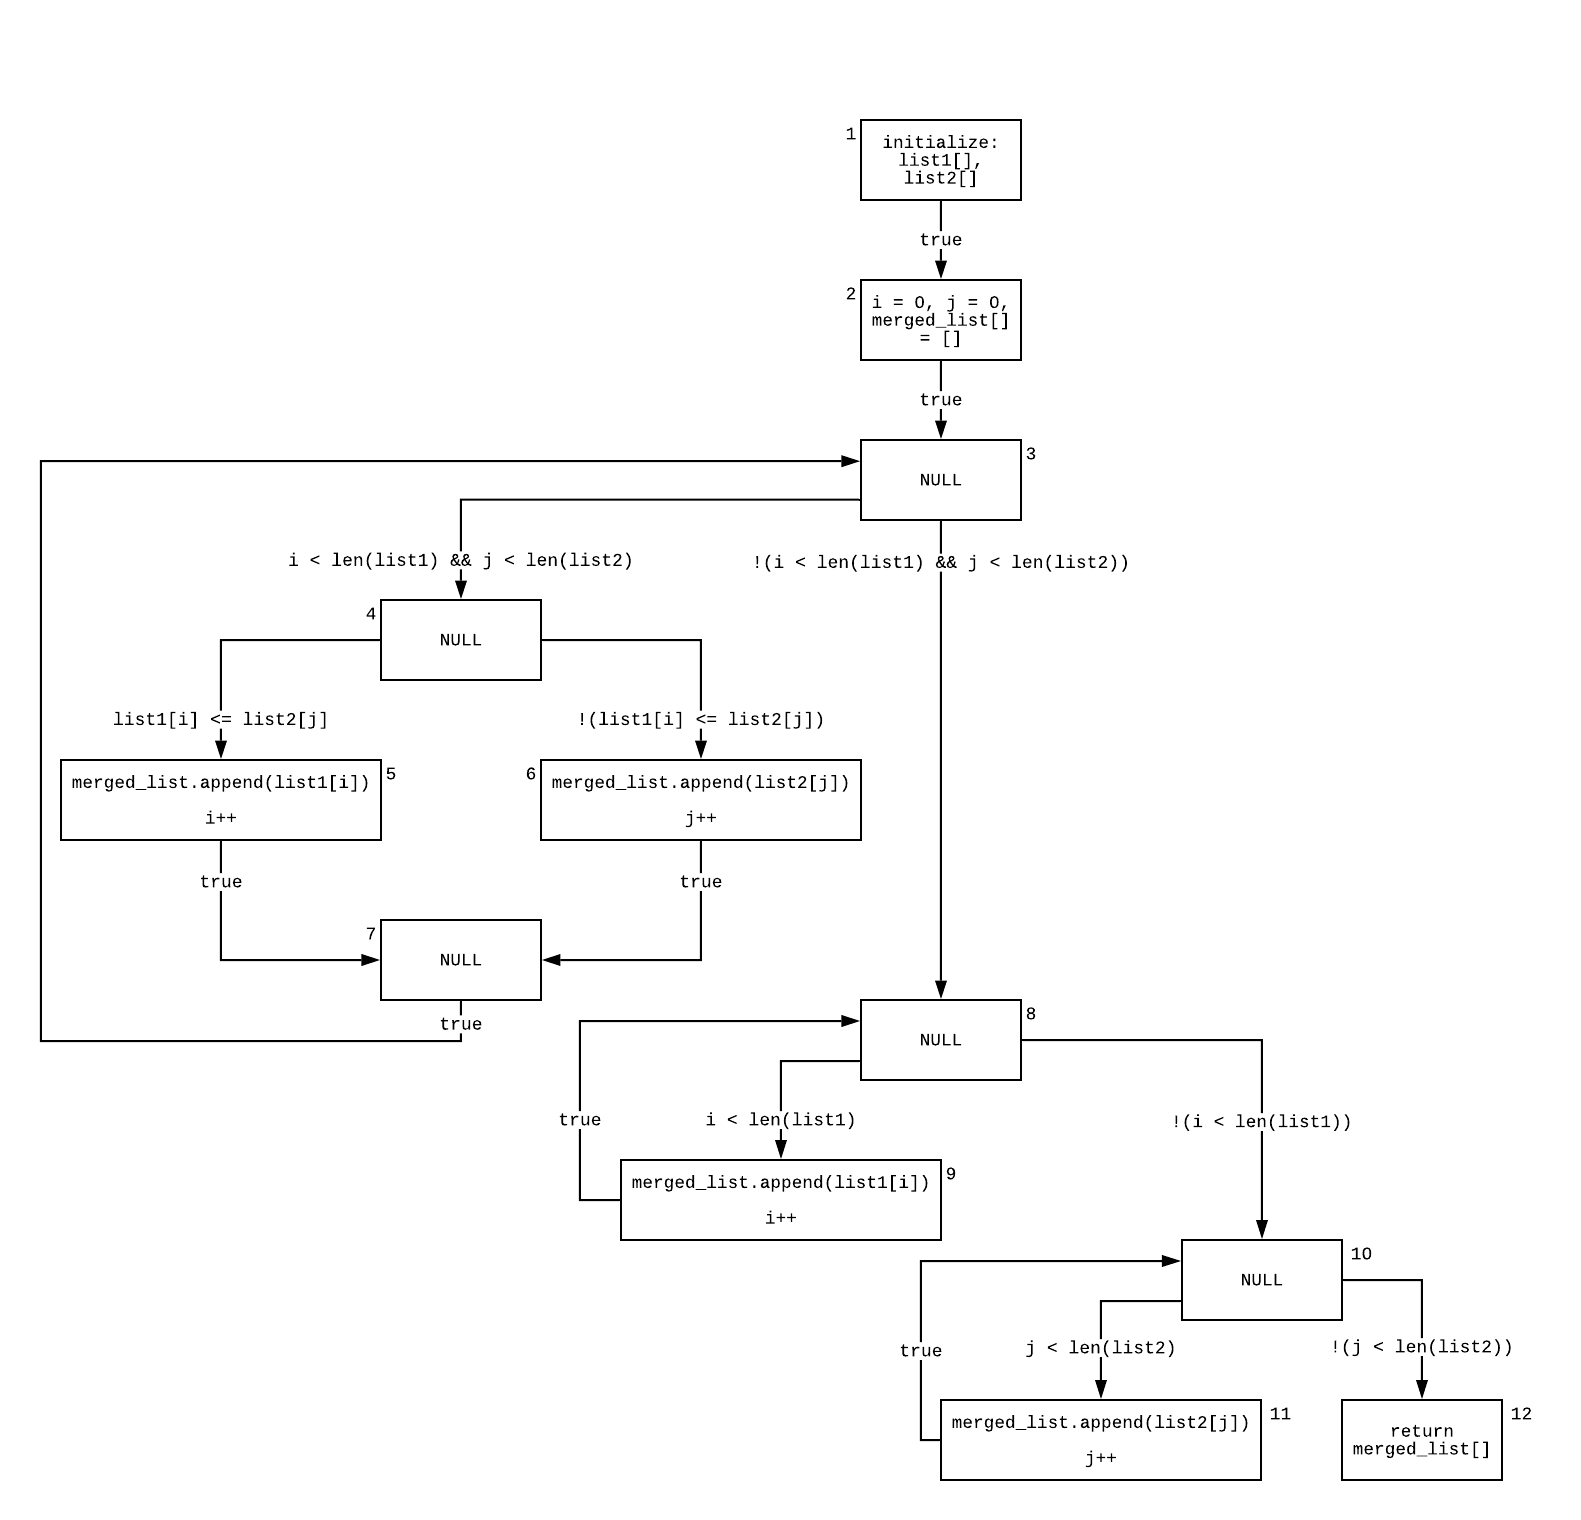 1
initialize:
list1[],
list2[]
true
2
i = 0, j = 0,
merged_list[]
= []
true
3
NULL
i < len(list1) && j < len(list2)
!(i < len(list1) && j < len(list2))
4
NULL
list1[i] <= list2[j]
!(list1[i] <= list2[j])
5
merged_list.append(list1[i])
i++
6
merged_list.append(list2[j])
j++
true
true
7
NULL
true
8
NULL
true
i < len(list1)
!(i < len(list1))
9
merged_list.append(list1[i])
i++
10
NULL
true
j < len(list2)
!(j < len(list2))
11
merged_list.append(list2[j])
j++
12
return
merged_list[]